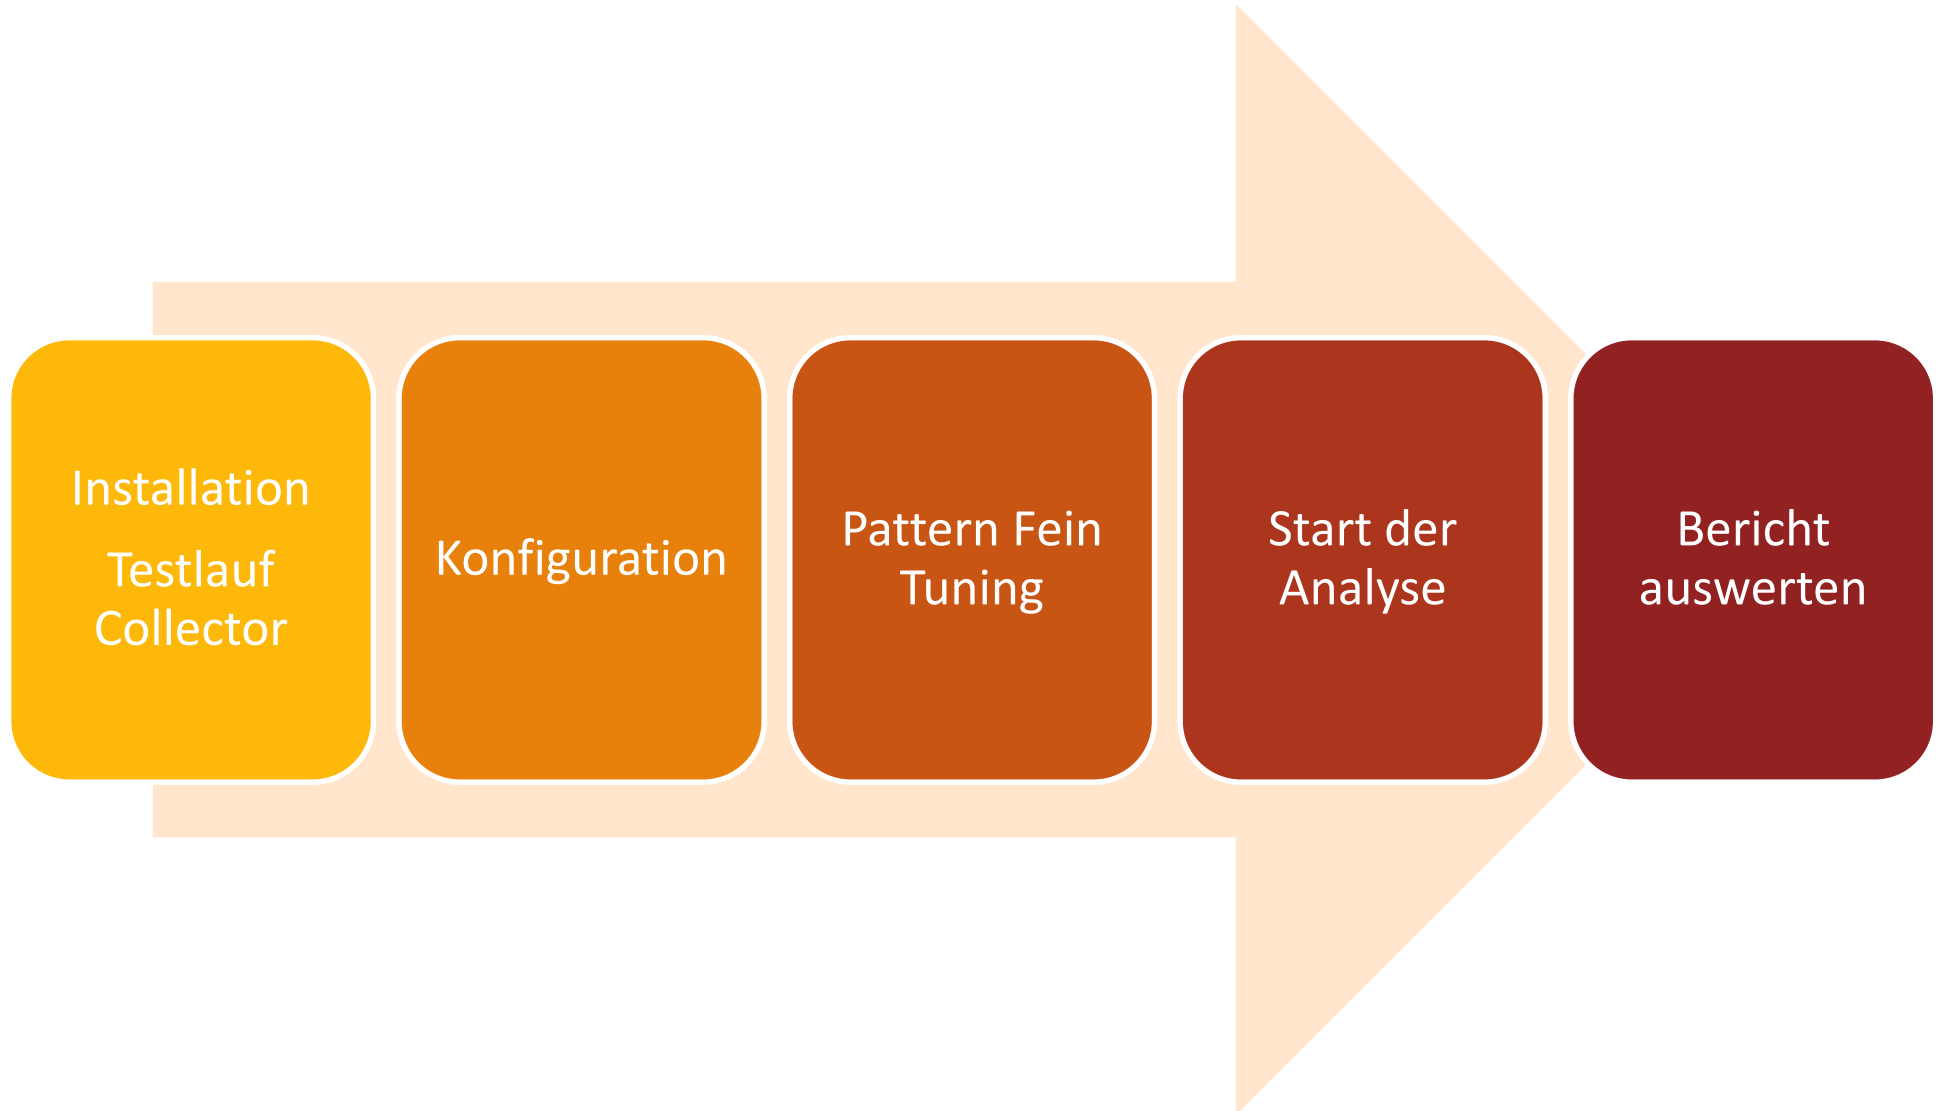 Installation
Testlauf
Collector
Konfiguration
Pattern Fein
Tuning
Start der
Analyse
Bericht
auswerten